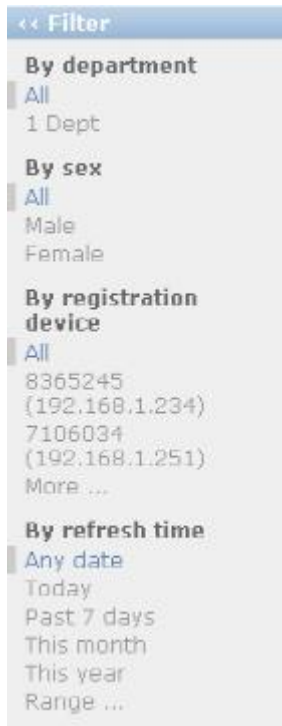 << Filter
By department
All
1 Dept
By sex
All
Male
Female
By registration
device
All
8365245
(192.168.1.234)
7106034
(192.168.1.251)
More ...
By refresh time
Any date
Today
Past 7 days
This month
This year
Range ...